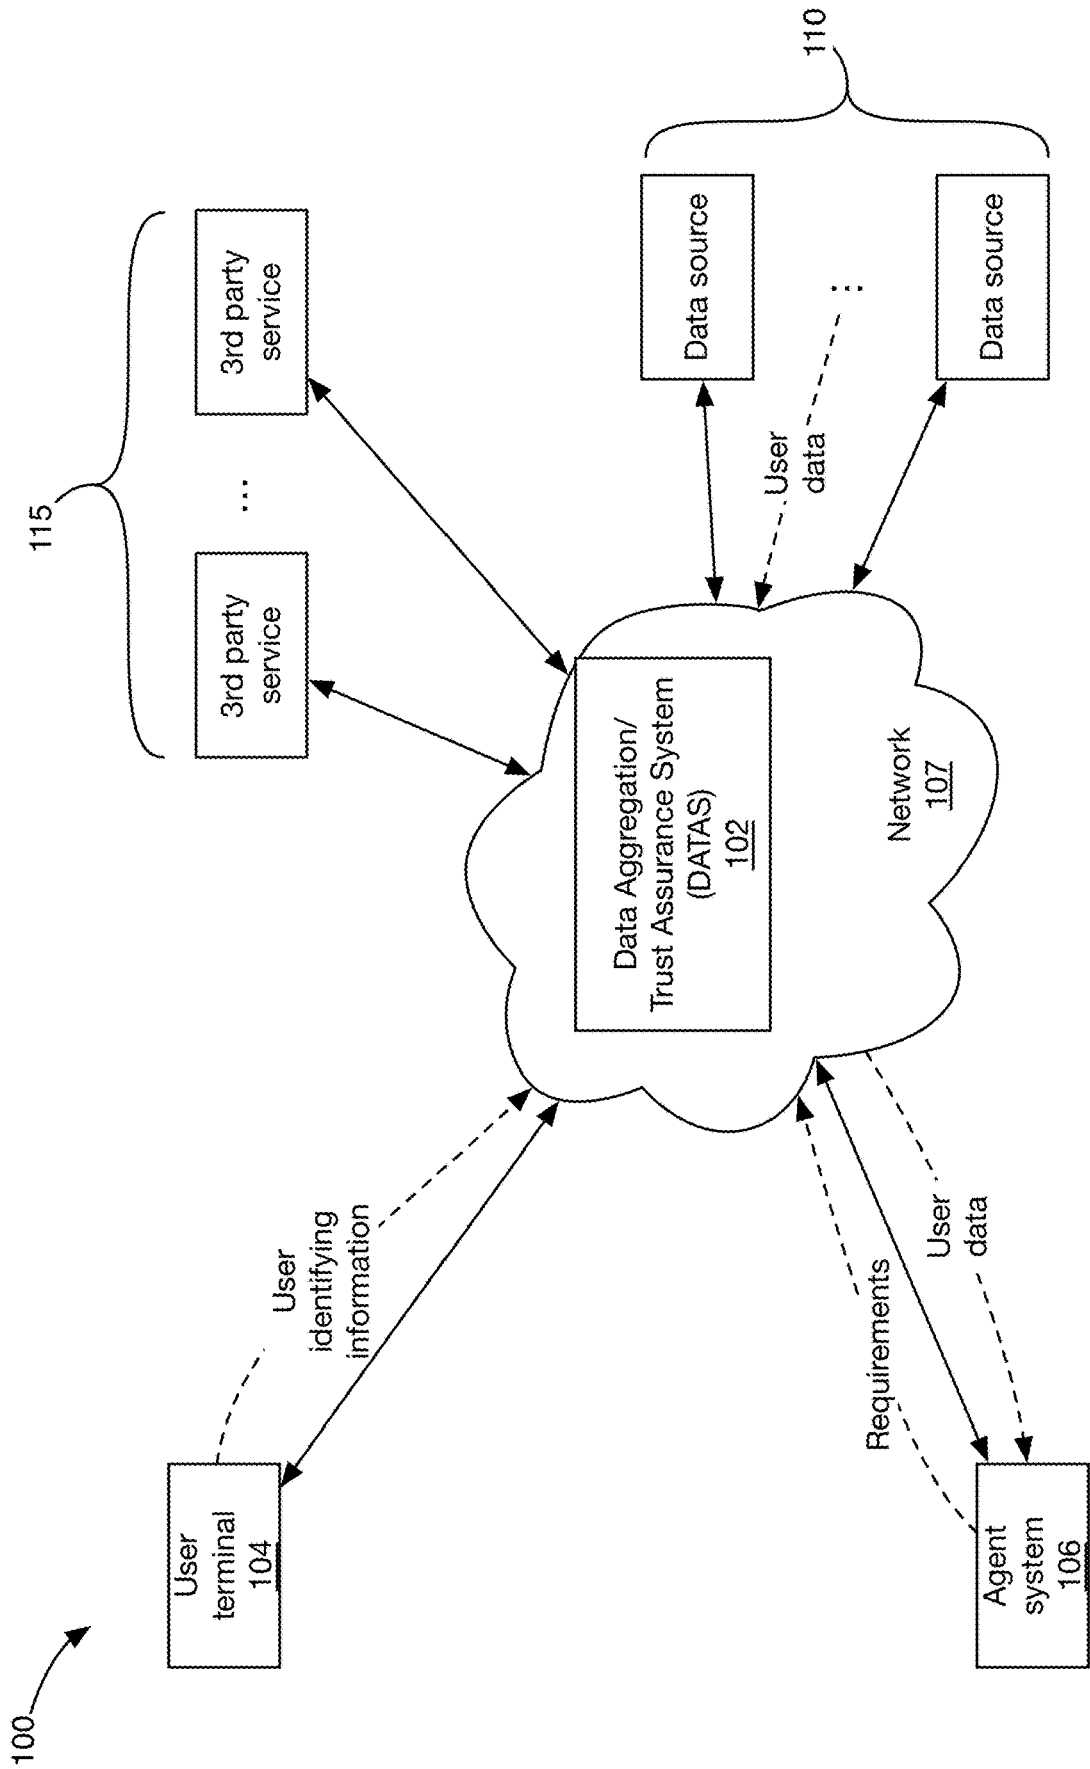 100
115
3rd party
service
...
3rd party
service
User
terminal
104
User
identifying
information
Data Aggregation/
Trust Assurance System
(DATAS)
102
Network
107
User
data
Data source
...
Data source
110
Requirements
User
data
Agent
system
106